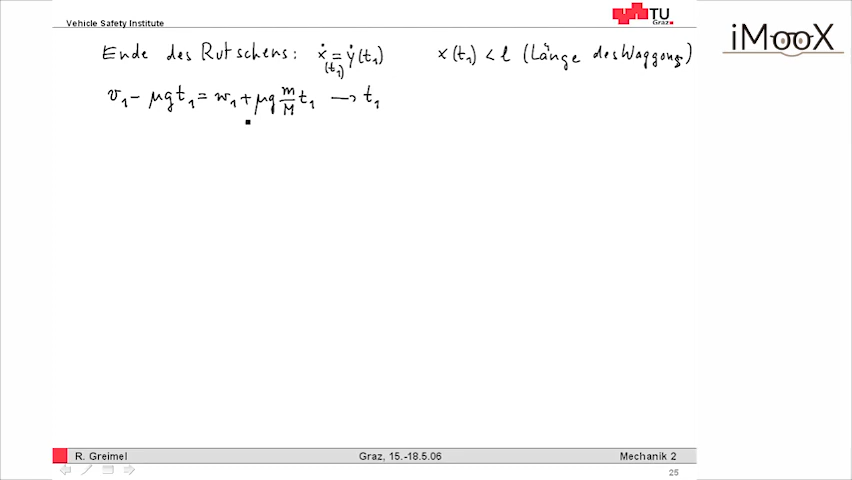 Vehicle Safety Institute
TU Graz
iMooX
Ende des Rutschens: ẋ(t₁) = ẏ(t₁) x(t₁) < l (Länge des Waggons)
v₁ - μgt₁ = w₁ + μg m/M t₁ → t₁
R. Greimel Graz, 15.-18.5.06 Mechanik 2
25